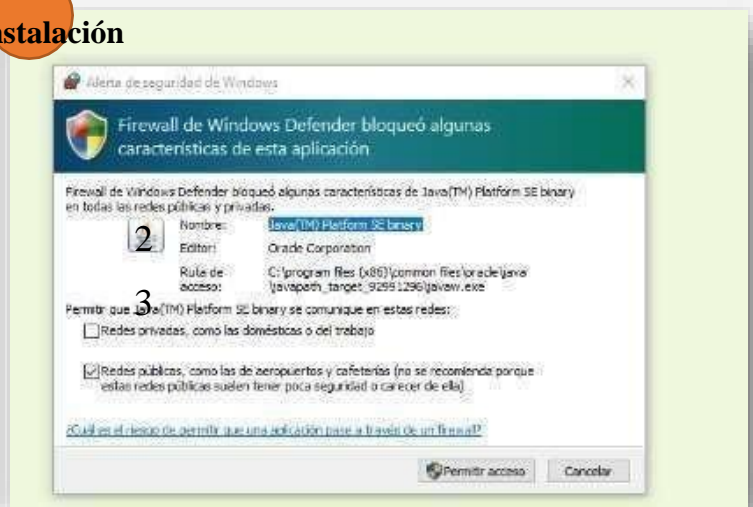 nstalación
Alerta de seguridad de Windows
Firewall de Windows Defender bloqueó algunas
características de esta aplicación
Firewall de Windows Defender bloqueó algunas características de Java(TM) Platform SE binary
en todas las redes públicas y privadas.
2
Nombre: Java(TM) Platform SE binary
Editor: Oracle Corporation
Ruta de C:\program files (x86)\common files\oracle\java
acceso: \javapath_target_92991296\javaw.exe
3
Permitir que Java(TM) Platform SE binary se comunique en estas redes:
Redes privadas, como las domésticas o del trabajo
Redes públicas, como las de aeropuertos y cafeterías (no se recomienda porque
estas redes públicas suelen tener poca seguridad o carecer de ella)
¿Cuál es el riesgo de permitir que una aplicación pase a través de un firewall?
Permitir acceso Cancelar